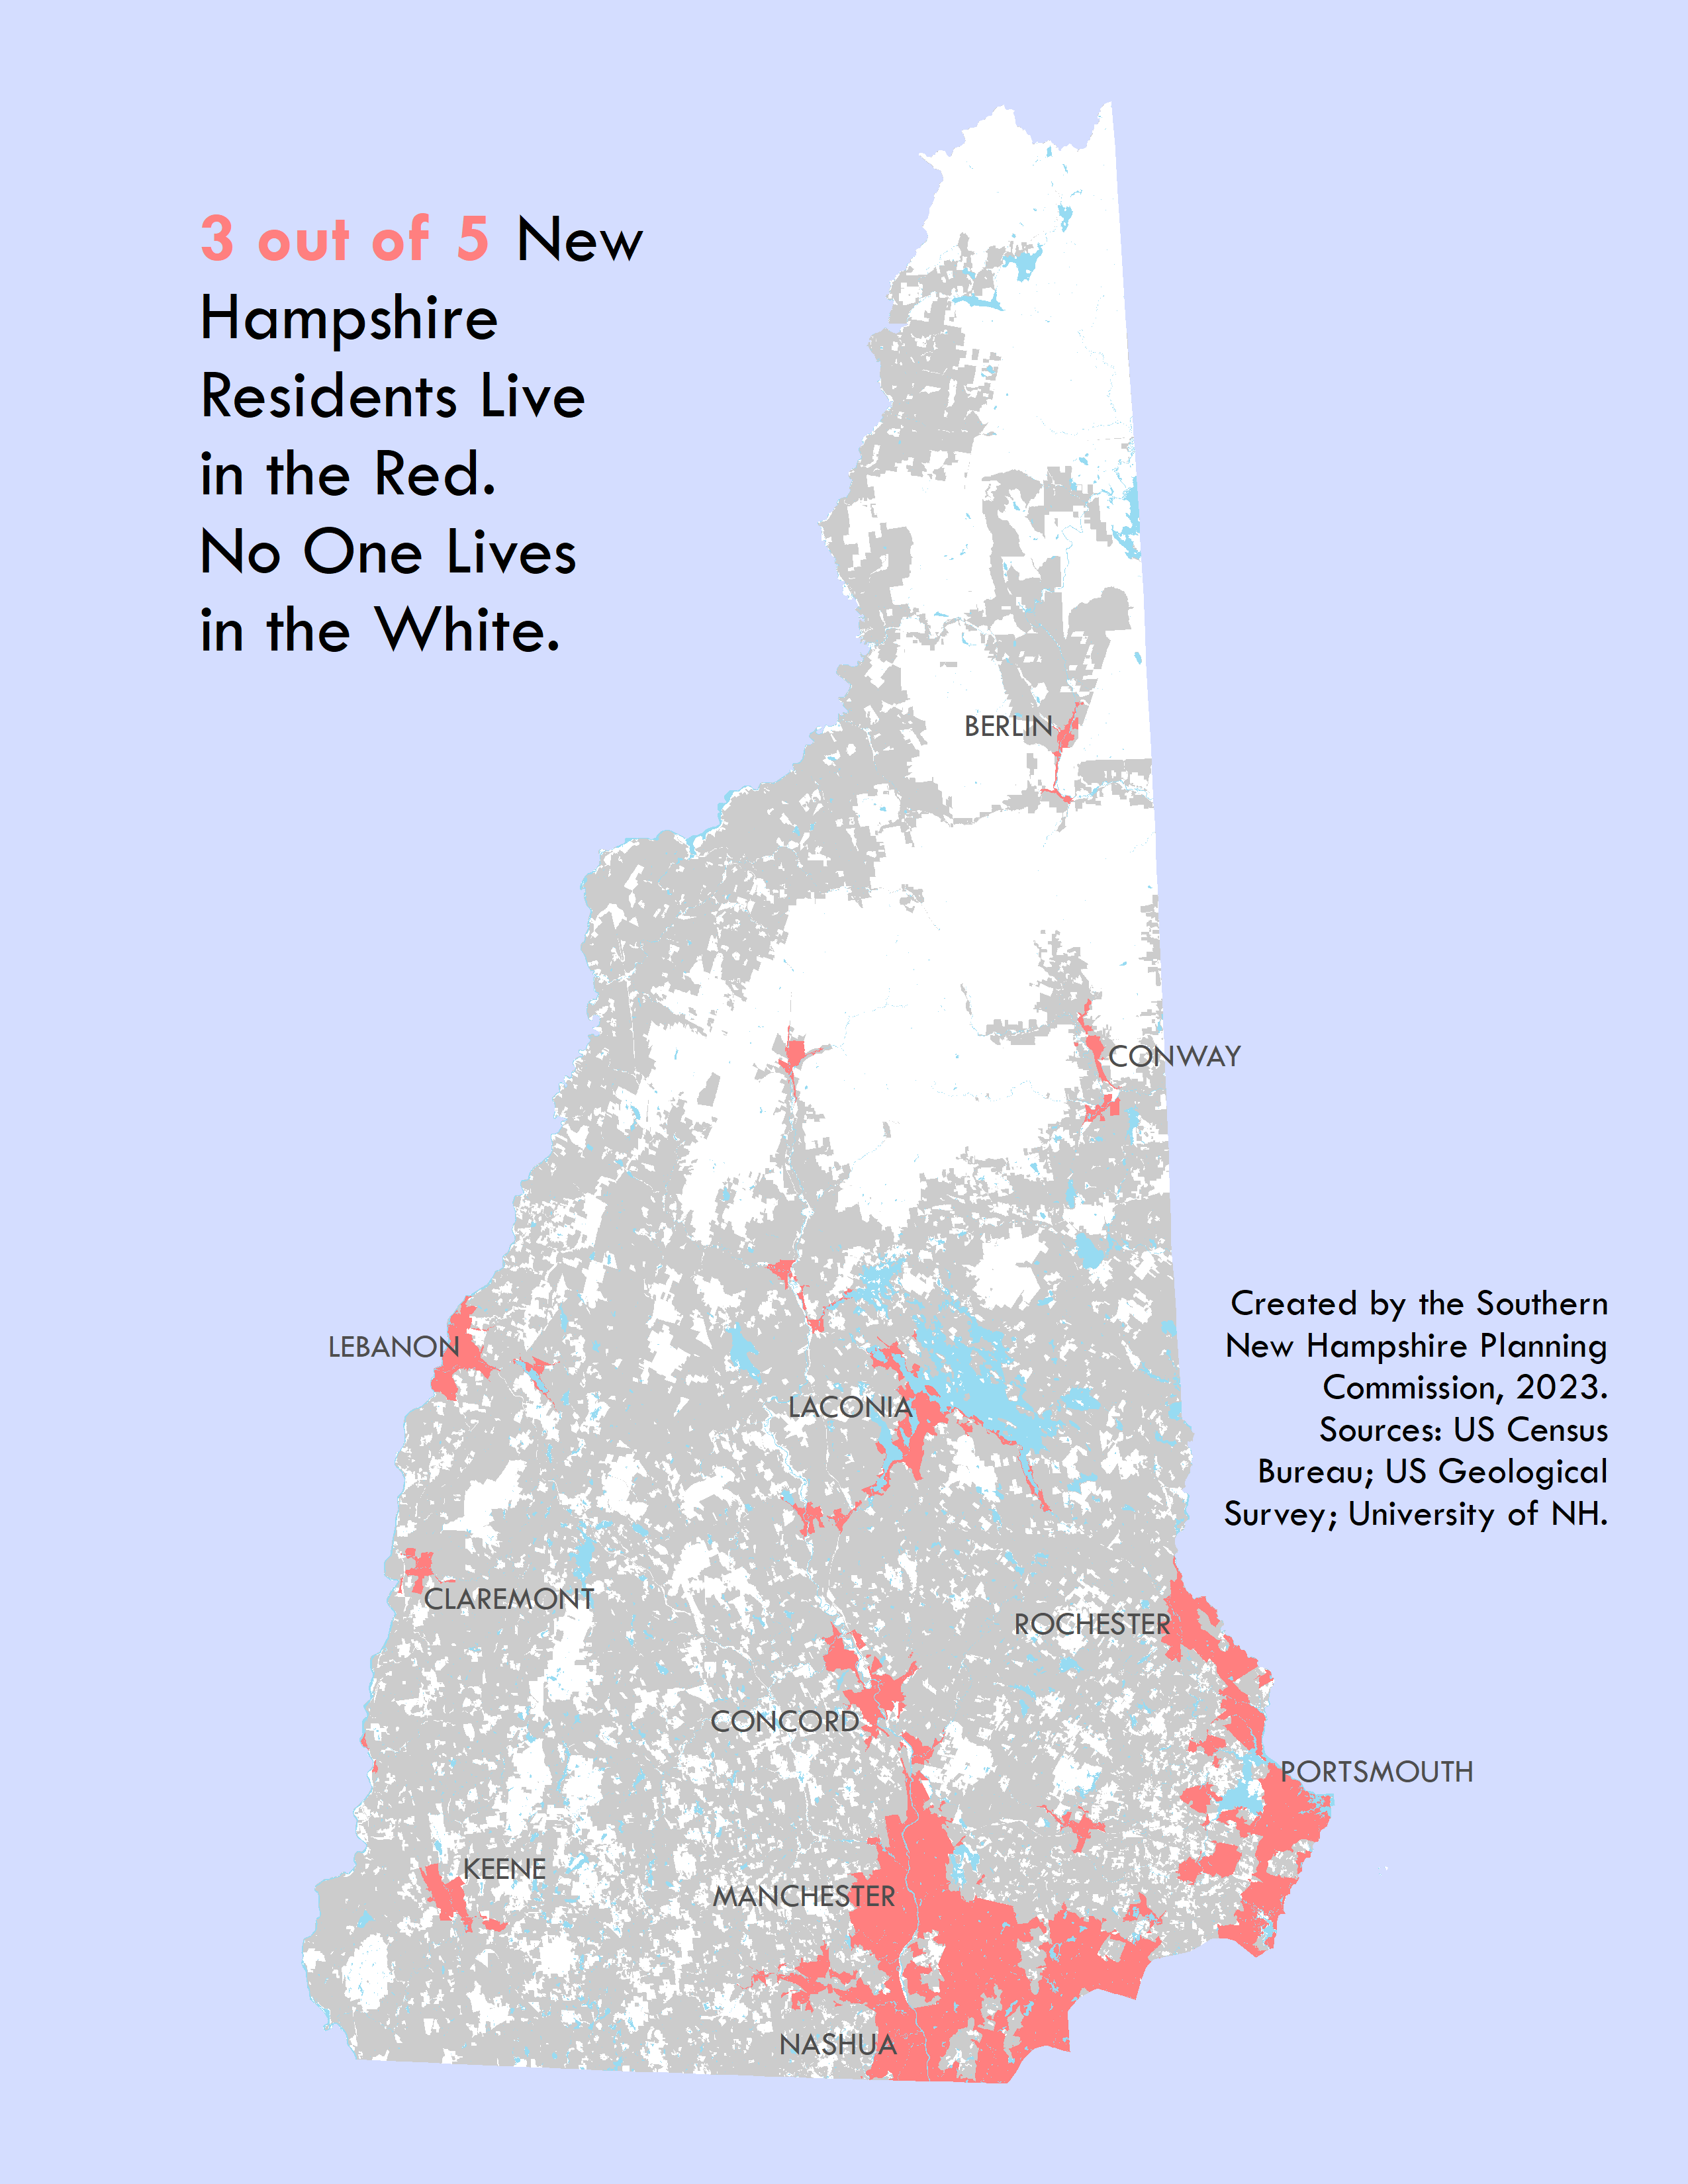 3 out of 5 New
Hampshire
Residents Live
in the Red.
No One Lives
in the White.
BERLIN
CONWAY
Created by the Southern
New Hampshire Planning
Commission, 2023.
Sources: US Census
Bureau; US Geological
Survey; University of NH.
LEBANON
LACONIA
CLAREMONT
ROCHESTER
CONCORD
PORTSMOUTH
KEENE
MANCHESTER
NASHUA